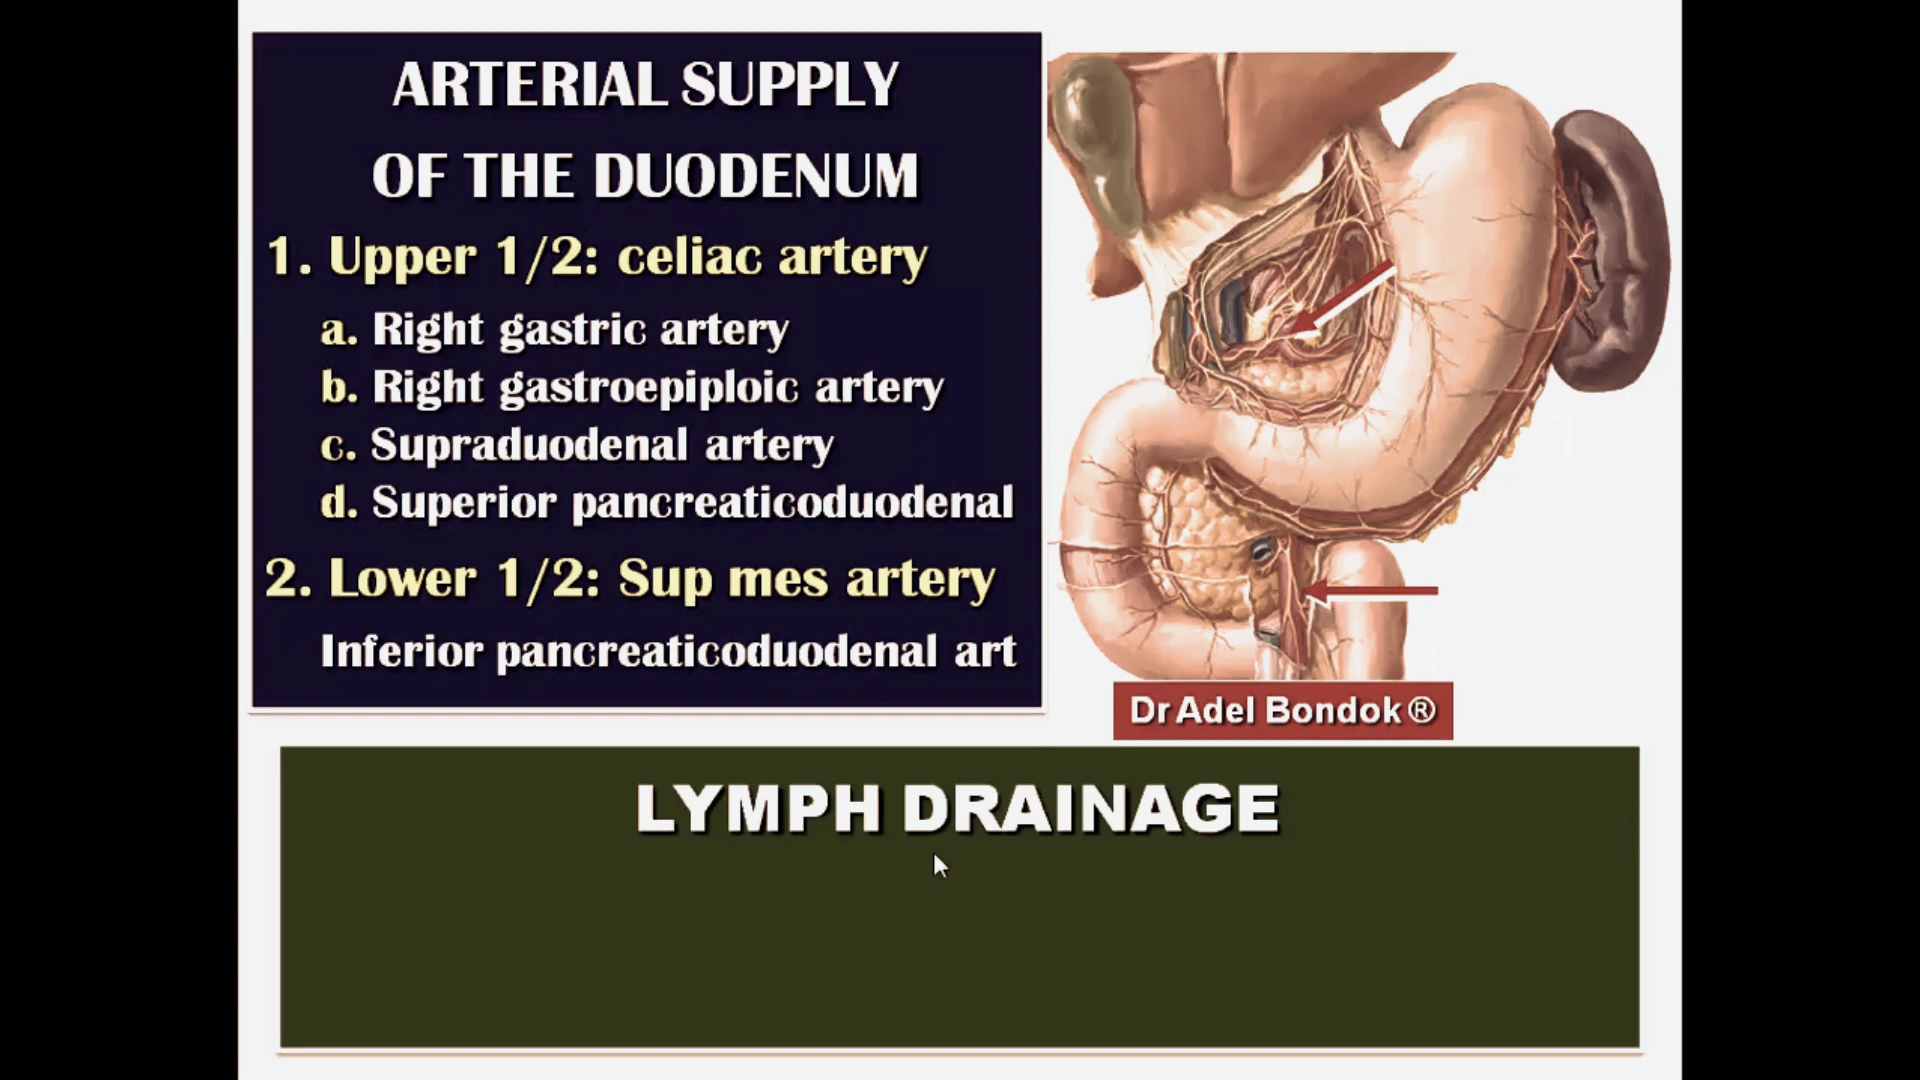 ARTERIAL SUPPLY
OF THE DUODENUM
1. Upper 1/2: celiac artery
a. Right gastric artery
b. Right gastroepiploic artery
c. Supraduodenal artery
d. Superior pancreaticoduodenal
2. Lower 1/2: Sup mes artery
Inferior pancreaticoduodenal art
Dr Adel Bondok ®
LYMPH DRAINAGE